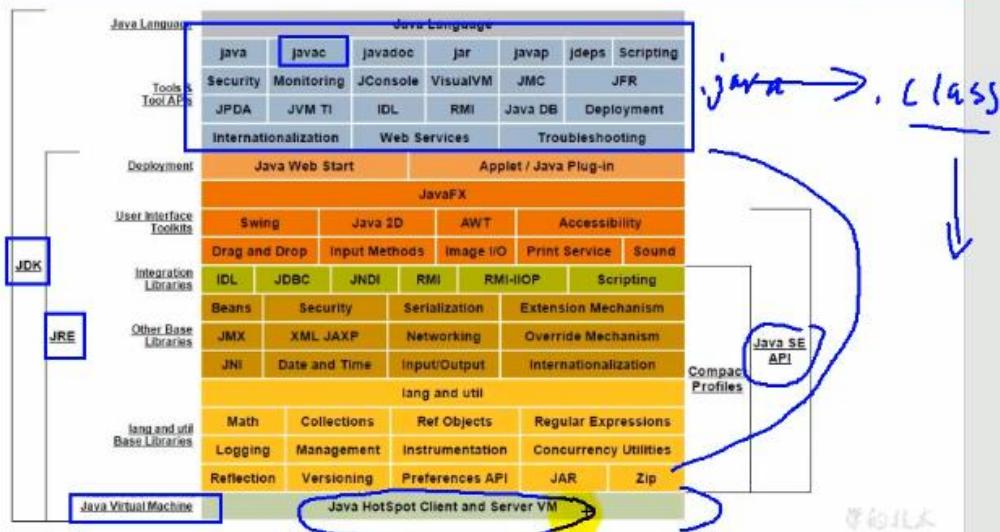 Java Language Java Language
java javac javadoc jar javap jdeps Scripting
Security Monitoring JConsole VisualVM JMC JFR
Tools &
Tool APIs
JPDA JVM TI IDL RMI Java DB Deployment
Internationalization Web Services Troubleshooting
.java .class
Deployment Java Web Start Applet / Java Plug-in
JavaFX
User Interface
Toolkits
Swing Java 2D AWT Accessibility
Drag and Drop Input Methods Image I/O Print Service Sound
JDK
Integration
Libraries
IDL JDBC JNDI RMI RMI-IIOP Scripting
Beans Security Serialization Extension Mechanism
JRE
Other Base
Libraries
JMX XML JAXP Networking Override Mechanism
Java SE
API
JNI Date and Time Input/Output Internationalization
Compac
Profiles
lang and util
lang and util
Base Libraries
Math Collections Ref Objects Regular Expressions
Logging Management Instrumentation Concurrency Utilities
Reflection Versioning Preferences API JAR Zip
Java Virtual Machine Java HotSpot Client and Server VM